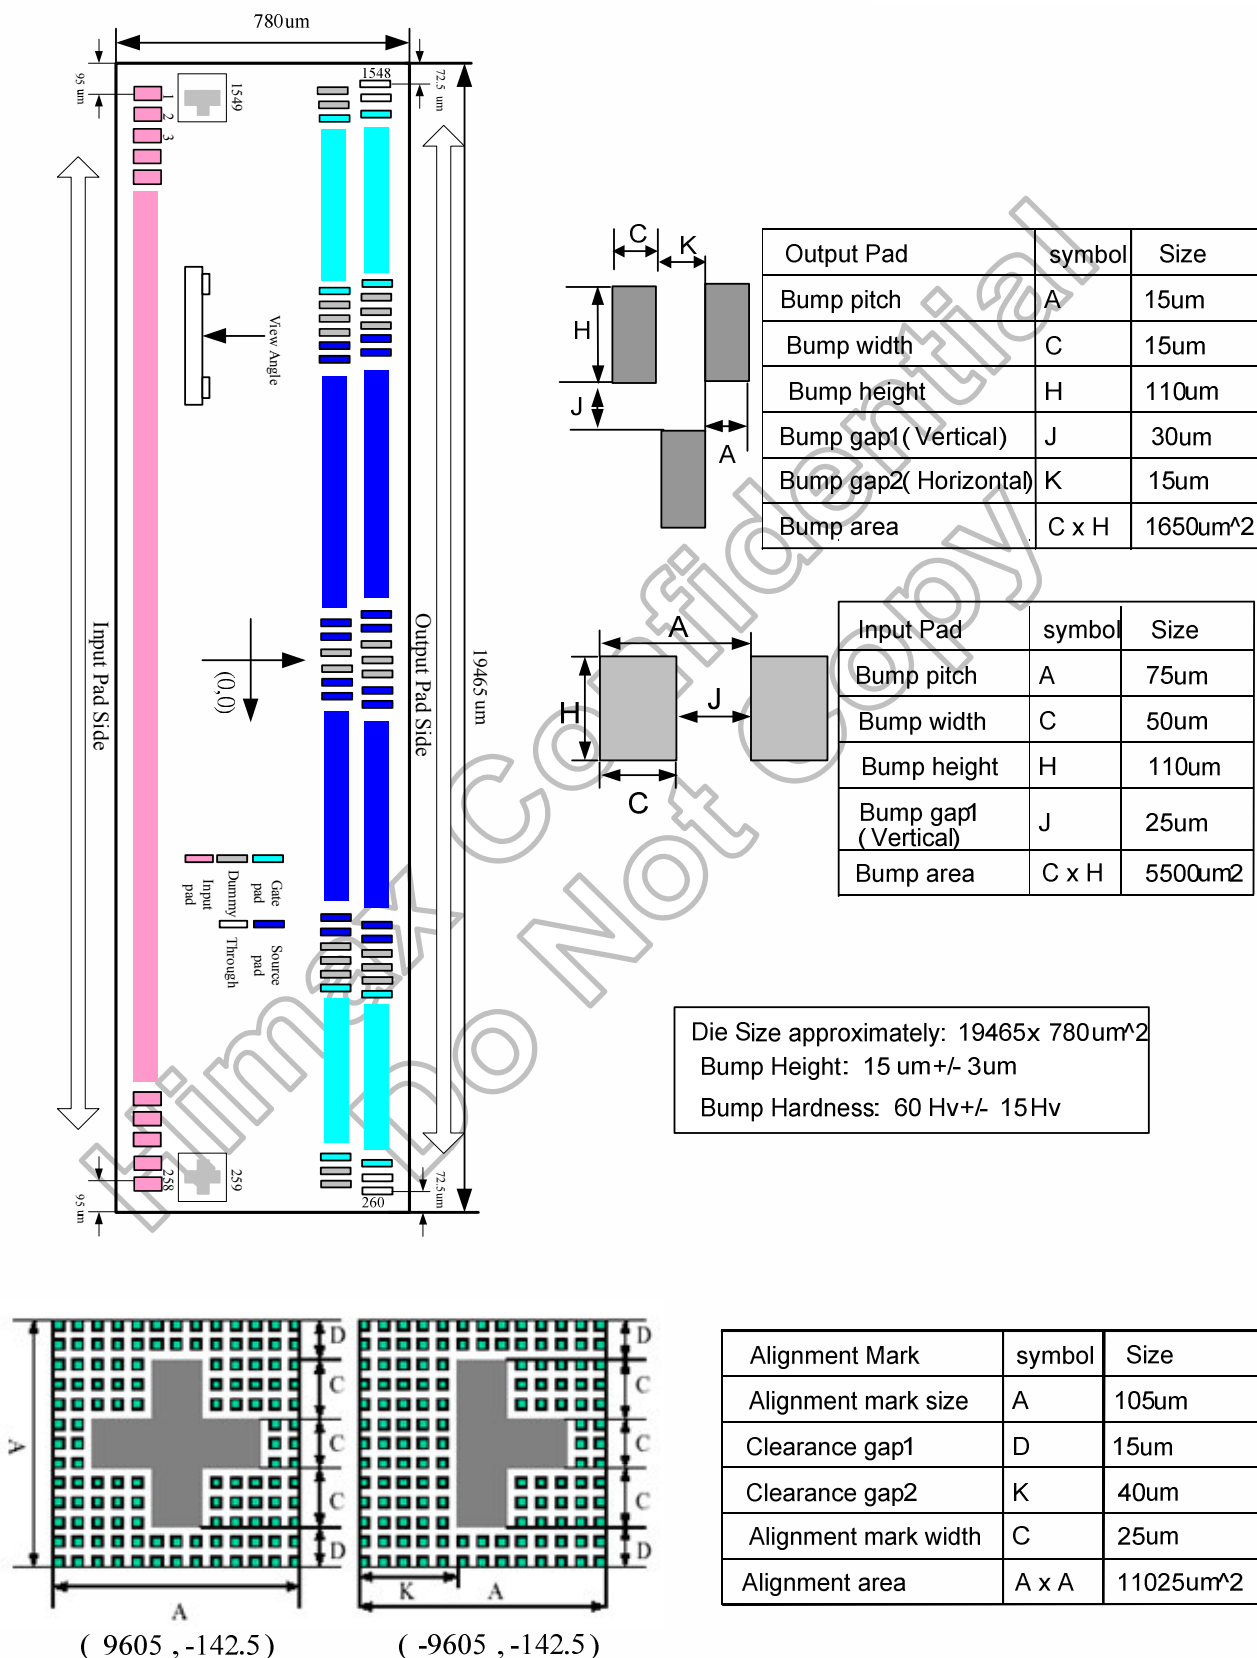 780um
95 um
1
2
3
1549
1548
72.5 um
View Angle
Input Pad Side
(0,0)
Output Pad Side
19465 um
Gate pad
Dummy
Input pad
Source pad
Through
258
259
260
95 um
72.5um
C
K
H
J
A
Output Pad symbol Size
Bump pitch A 15um
Bump width C 15um
Bump height H 110um
Bump gap1( Vertical) J 30um
Bump gap2( Horizontal) K 15um
Bump area C x H 1650um^2
A
H
J
C
Input Pad symbol Size
Bump pitch A 75um
Bump width C 50um
Bump height H 110um
Bump gap1
( Vertical) J 25um
Bump area C x H 5500um2
Die Size approximately: 19465x 780um^2
Bump Height: 15 um+/- 3um
Bump Hardness: 60 Hv+/- 15Hv
Himax Confidential
Do Not Copy
A
D
C
C
C
D
A
( 9605 , -142.5 )
D
C
C
C
D
K
A
( -9605 , -142.5 )
Alignment Mark symbol Size
Alignment mark size A 105um
Clearance gap1 D 15um
Clearance gap2 K 40um
Alignment mark width C 25um
Alignment area A x A 11025um^2